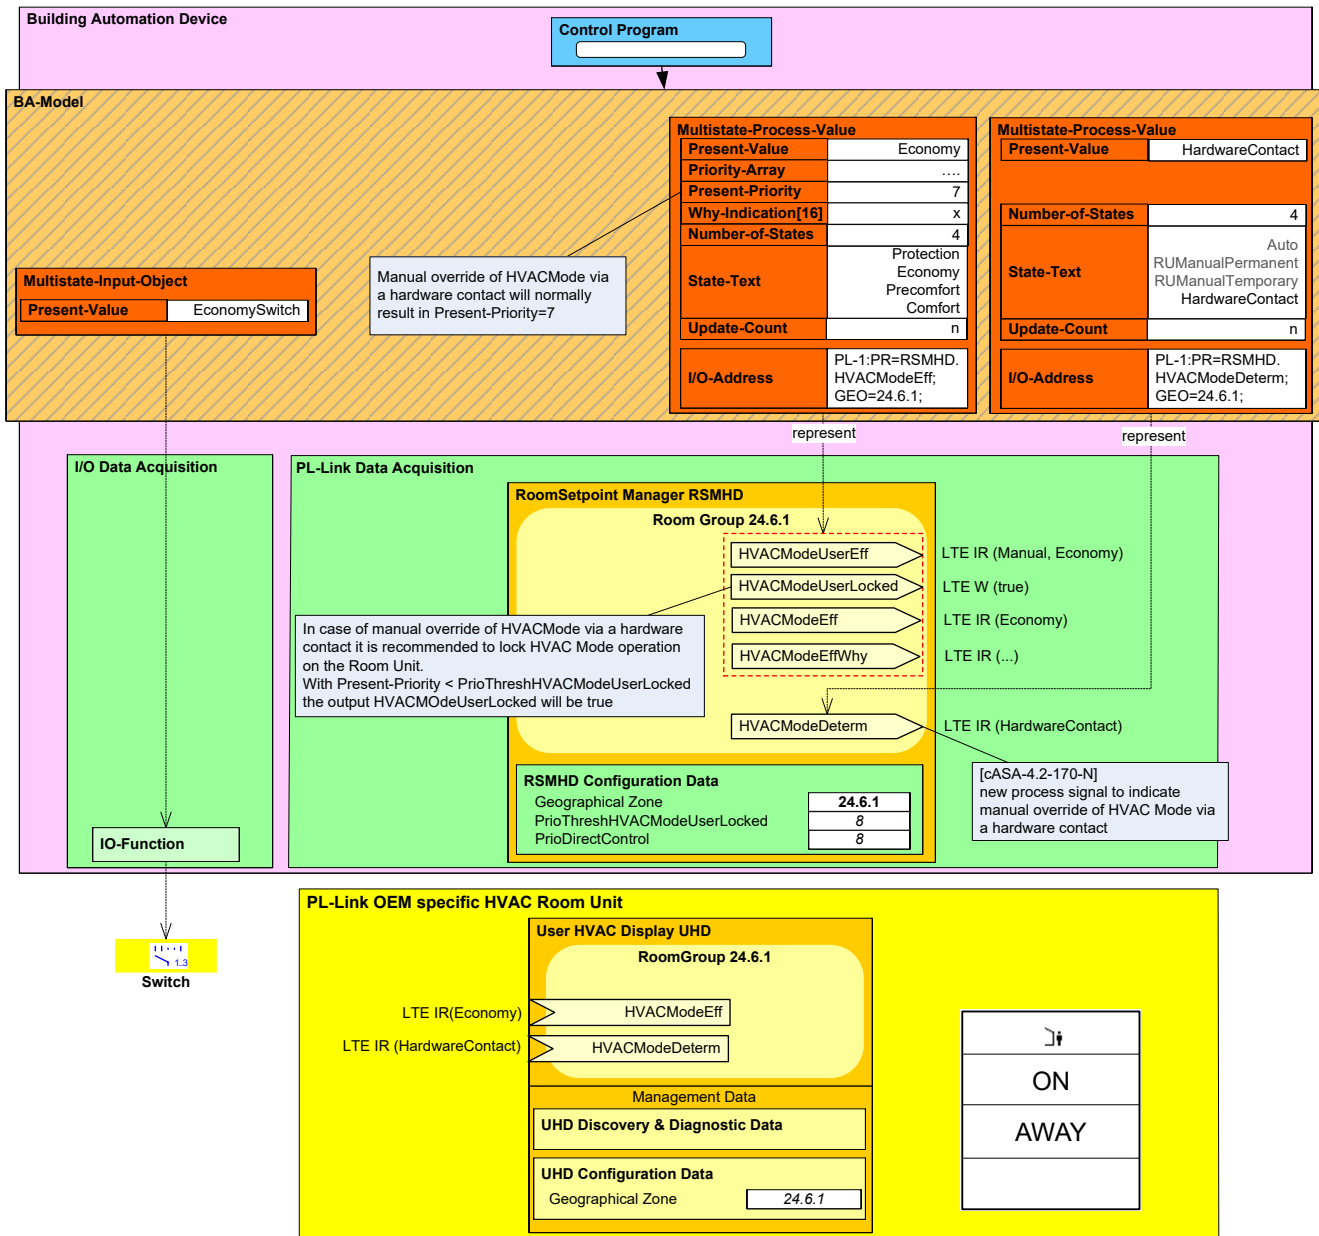 Building Automation Device
Control Program
BA-Model
Multistate-Process-Value
Present-Value Economy
Priority-Array ....
Present-Priority 7
Why-Indication[16] x
Number-of-States 4
State-Text
Protection
Economy
Precomfort
Comfort
Update-Count n
I/O-Address
PL-1:PR=RSMHD.
HVACModeEff;
GEO=24.6.1;
Multistate-Process-Value
Present-Value HardwareContact
Number-of-States 4
State-Text
Auto
RUManualPermanent
RUManualTemporary
HardwareContact
Update-Count n
I/O-Address
PL-1:PR=RSMHD.
HVACModeDeterm;
GEO=24.6.1;
Manual override of HVACMode via
a hardware contact will normally
result in Present-Priority=7
Multistate-Input-Object
Present-Value EconomySwitch
represent
represent
I/O Data Acquisition
IO-Function
Switch
1..3
PL-Link Data Acquisition
RoomSetpoint Manager RSMHD
Room Group 24.6.1
HVACModeUserEff LTE IR (Manual, Economy)
HVACModeUserLocked LTE W (true)
HVACModeEff LTE IR (Economy)
HVACModeEffWhy LTE IR (...)
HVACModeDeterm LTE IR (HardwareContact)
In case of manual override of HVACMode via a hardware
contact it is recommended to lock HVAC Mode operation
on the Room Unit.
With Present-Priority < PrioThreshHVACModeUserLocked
the output HVACMOdeUserLocked will be true
[cASA-4.2-170-N]
new process signal to indicate
manual override of HVAC Mode via
a hardware contact
RSMHD Configuration Data
Geographical Zone 24.6.1
PrioThreshHVACModeUserLocked 8
PrioDirectControl 8
PL-Link OEM specific HVAC Room Unit
User HVAC Display UHD
RoomGroup 24.6.1
LTE IR(Economy) HVACModeEff
LTE IR (HardwareContact) HVACModeDeterm
Management Data
UHD Discovery & Diagnostic Data
UHD Configuration Data
Geographical Zone 24.6.1
ON
AWAY